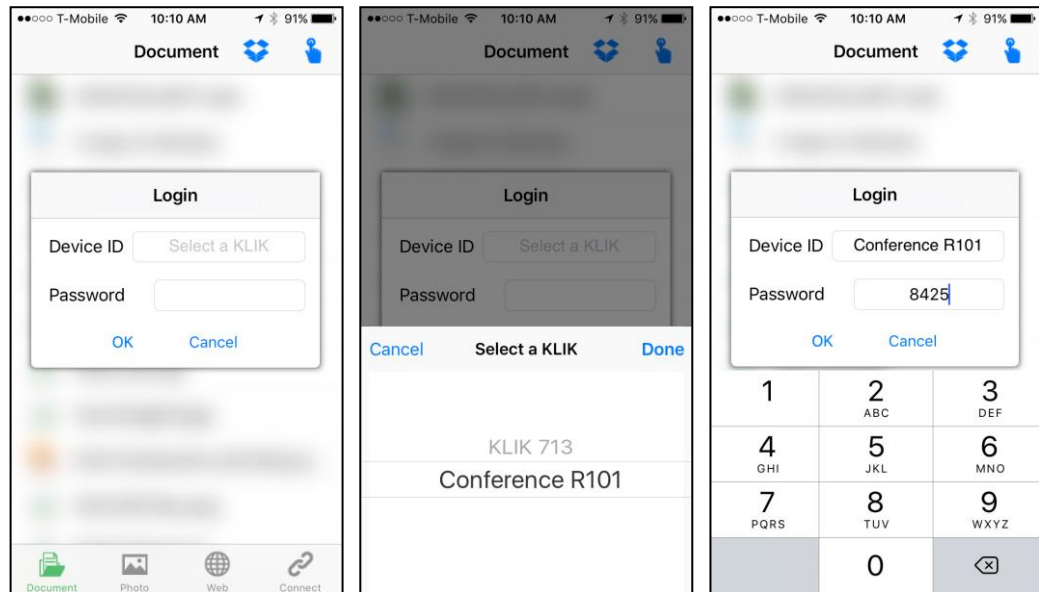 T-Mobile 10:10 AM 91%
Document
Login
Device ID Select a KLIK
Password
OK Cancel
Document Photo Web Connect
T-Mobile 10:10 AM 91%
Document
Login
Device ID Select a KLIK
Password
Cancel Select a KLIK Done
KLIK 713
Conference R101
T-Mobile 10:10 AM 91%
Document
Login
Device ID Conference R101
Password 8425
OK Cancel
1 2 3
ABC DEF
4 5 6
GHI JKL MNO
7 8 9
PQRS TUV WXYZ
0